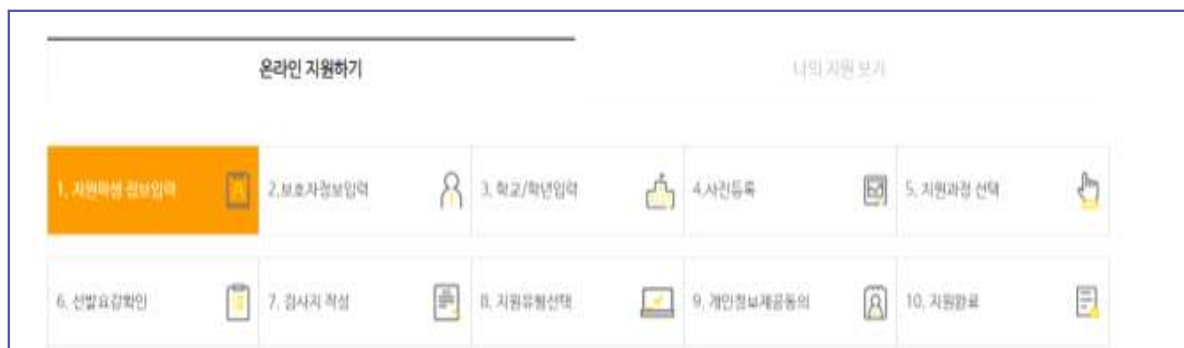 온라인 지원하기
나의 지원 보기
1. 지원학생 정보입력
2.보호자정보입력
3. 학교/학년입력
4.사진등록
5. 지원과정 선택
6. 선발요강확인
7. 검사지 작성
8. 지원유형선택
9. 개인정보제공동의
10. 지원완료